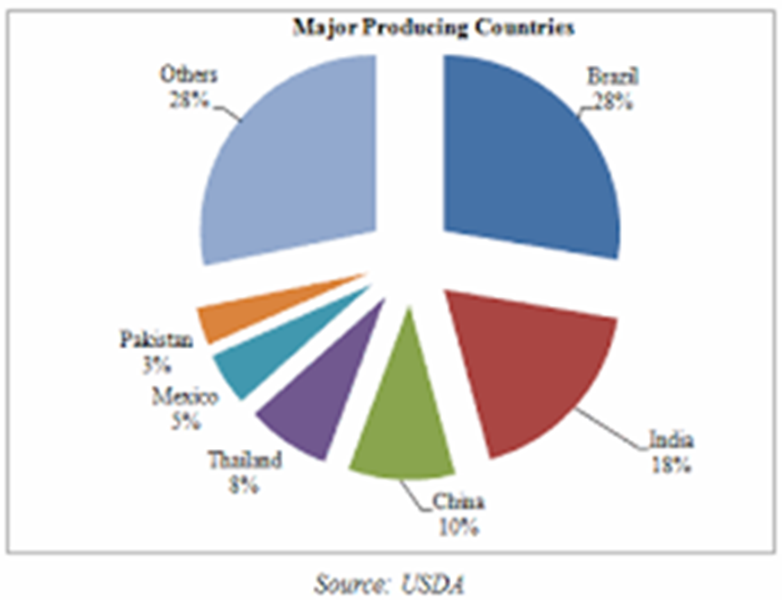 Major Producing Countries
Others
28%
Brazil
28%
Pakistan
3%
Mexico
5%
Thailand
8%
India
18%
China
10%
Source: USDA